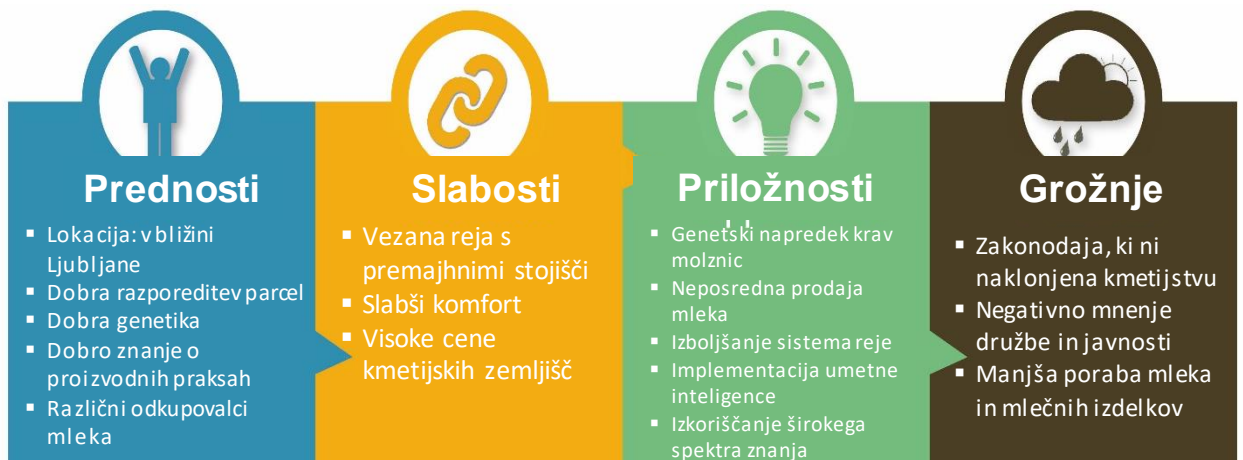 Prednosti
▪ Lokacija: v bližini
Ljubljane
▪ Dobra razporeditev parcel
▪ Dobra genetika
▪ Dobro znanje o
proizvodnih praksah
▪ Različni odkupovalci
mleka
Slabosti
▪ Vezana reja s
premajhnimi stojišči
▪ Slabši komfort
▪ Visoke cene
kmetijskih zemljišč
Priložnosti
▪ Genetski napredek krav
molznic
▪ Neposredna prodaja
mleka
▪ Izboljšanje sistema reje
▪ Implementacija umetne
inteligence
▪ Izkoriščanje širokega
spektra znanja
Grožnje
▪ Zakonodaja, ki ni
naklonjena kmetijstvu
▪ Negativno mnenje
družbe in javnosti
▪ Manjša poraba mleka
in mlečnih izdelkov